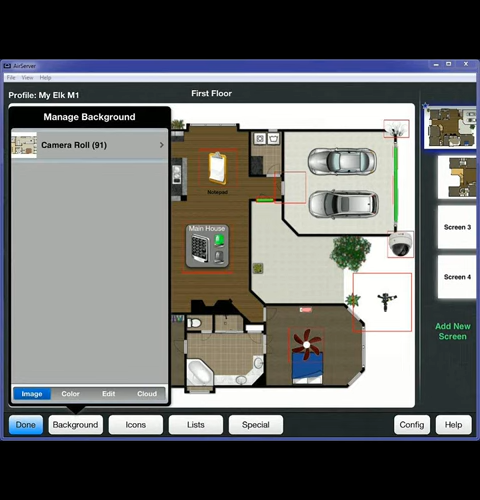 AirServer
File View Help
Profile: My Elk M1
First Floor
Manage Background
Camera Roll (91)
Notepad
Main House
Screen 3
Screen 4
Add New
Screen
Image Color Edit Cloud
Done Background Icons Lists Special Config Help